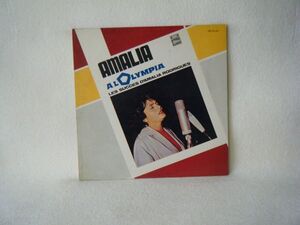 AMALIA
A L'OLYMPIA
LES SUCCES D'AMALIA RODRIGUES